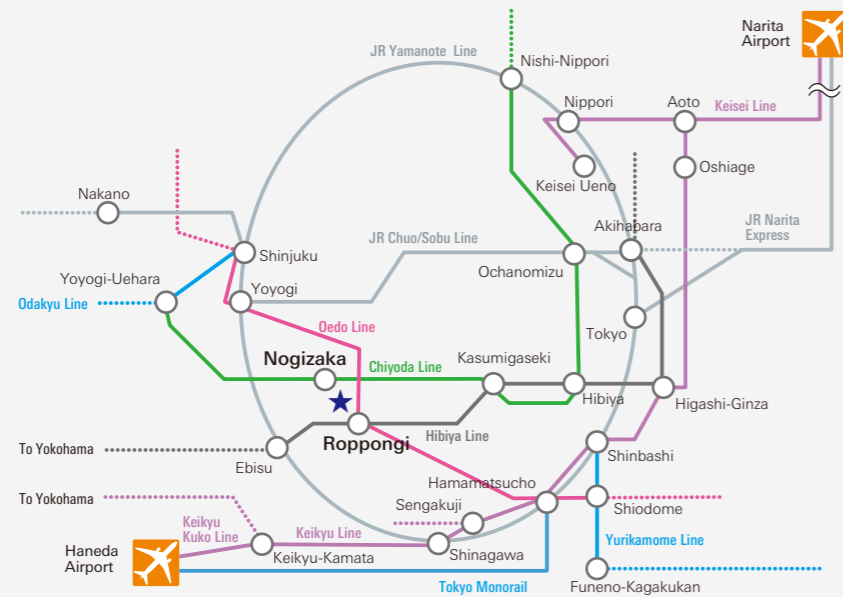 Narita
Airport
JR Yamanote Line
Nishi-Nippori
Nippori
Aoto
Keisei Line
Oshiage
Keisei Ueno
Nakano
Akihabara
JR Narita
Express
Shinjuku
JR Chuo/Sobu Line
Ochanomizu
Yoyogi-Uehara
Yoyogi
Odakyu Line
Oedo Line
Tokyo
Nogizaka
Chiyoda Line
Kasumigaseki
Hibiya
Higashi-Ginza
Roppongi
Hibiya Line
To Yokohama
Ebisu
Shinbashi
Hamamatsucho
To Yokohama
Sengakuji
Shiodome
Keikyu
Kuko Line
Keikyu Line
Yurikamome Line
Haneda
Airport
Keikyu-Kamata
Shinagawa
Tokyo Monorail
Funeno-Kagakukan